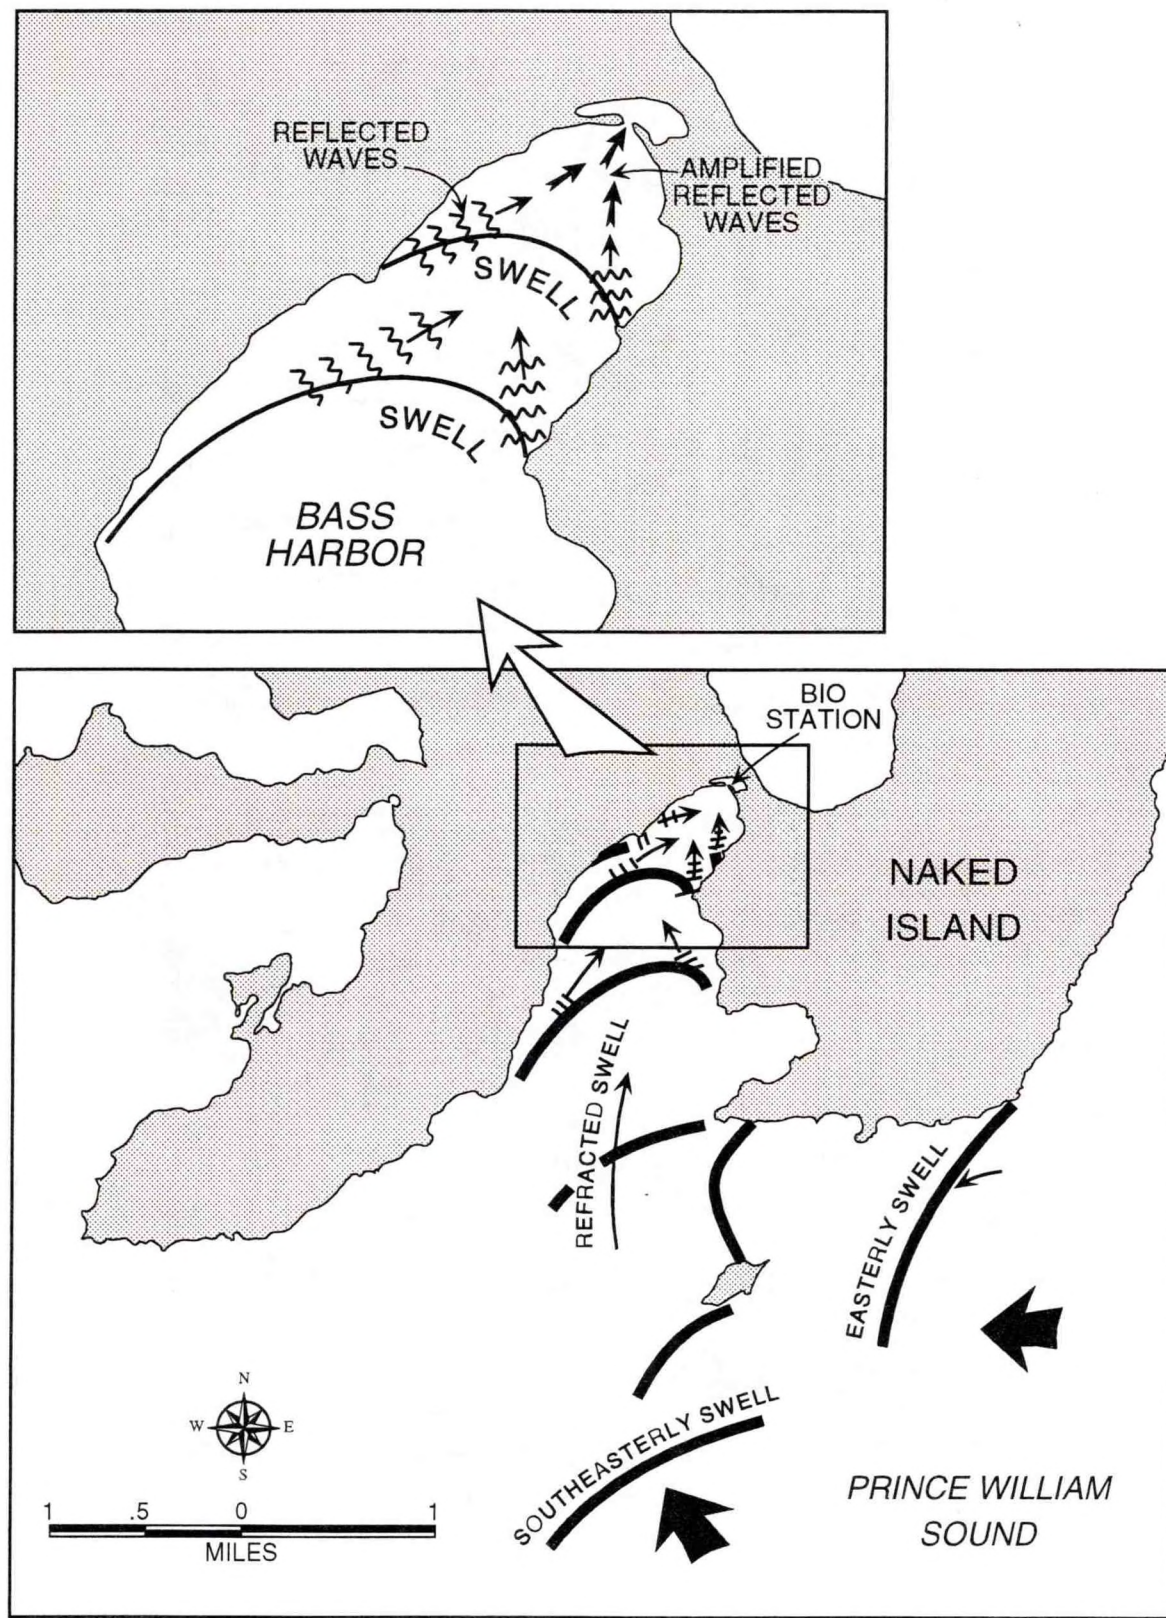 REFLECTED
WAVES
AMPLIFIED
REFLECTED
WAVES
SWELL
SWELL
BASS
HARBOR
BIO
STATION
NAKED
ISLAND
REFRACTED SWELL
EASTERLY SWELL
SOUTHEASTERLY SWELL
N
W E
S
1 .5 0 1
MILES
PRINCE WILLIAM
SOUND